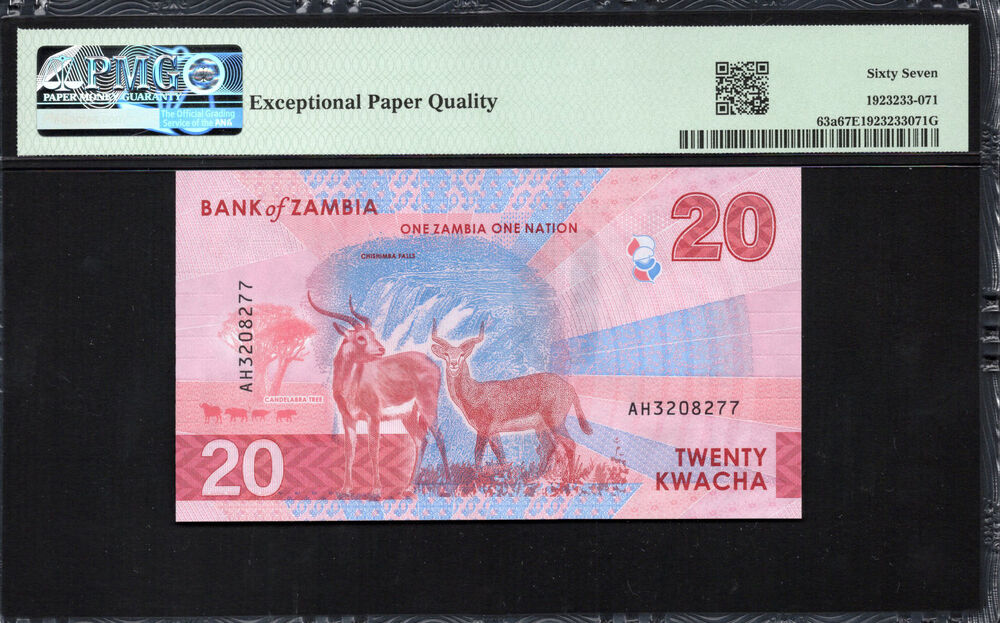 PMG
PAPER MONEY GUARANTY
The Official Grading
Service of the ANA
Exceptional Paper Quality
Sixty Seven
1923233-071
63a67E1923233071G
BANK of ZAMBIA
ONE ZAMBIA ONE NATION
20
CHISHIMBA FALLS
AH3208277
CANDELABRA TREE
AH3208277
20
TWENTY
KWACHA